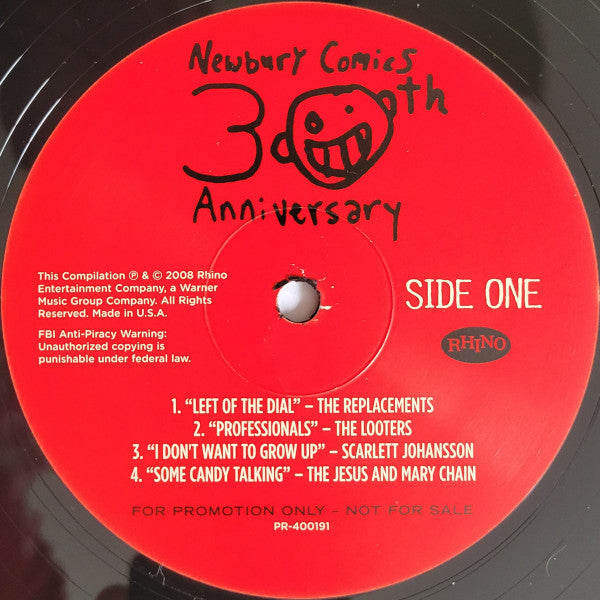 Newbury Comics
30th
Anniversary
This Compilation ℗ & © 2008 Rhino
Entertainment Company, a Warner
Music Group Company. All Rights
Reserved. Made in U.S.A.
FBI Anti-Piracy Warning:
Unauthorized copying is
punishable under federal law.
SIDE ONE
RHINO
1. “LEFT OF THE DIAL” – THE REPLACEMENTS
2. “PROFESSIONALS” – THE LOOTERS
3. “I DON’T WANT TO GROW UP” – SCARLETT JOHANSSON
4. “SOME CANDY TALKING” – THE JESUS AND MARY CHAIN
FOR PROMOTION ONLY – NOT FOR SALE
PR-400191